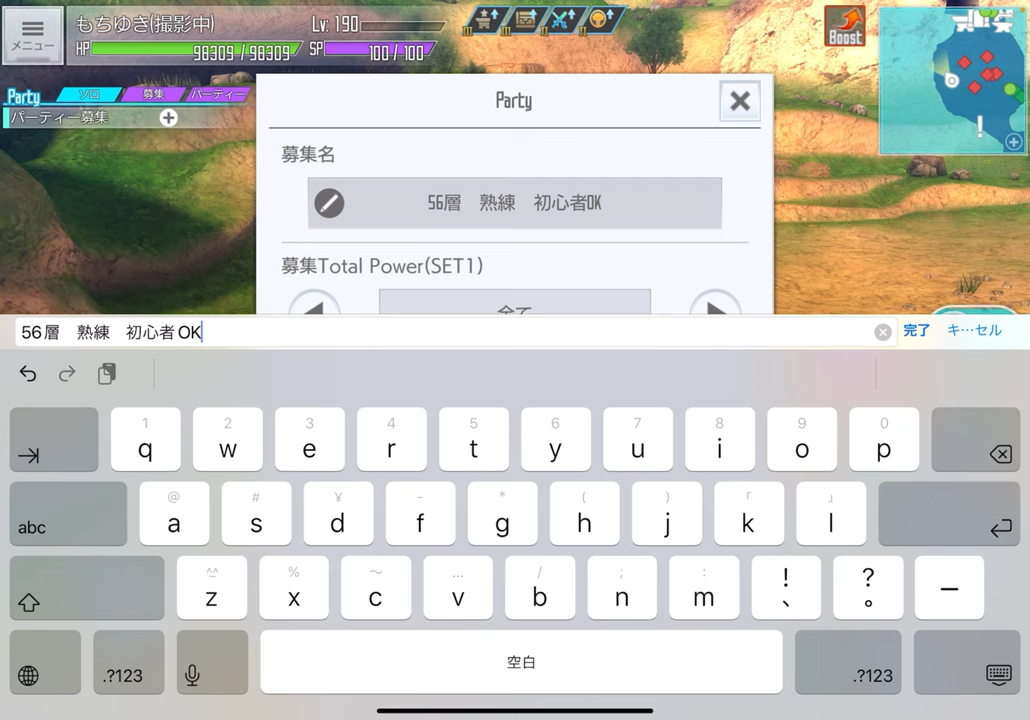 メニュー
もちゆき(撮影中)
Lv. 190
HP 98309 / 98309
SP 100 / 100
Boost
Party
ソロ
募集
パーティー
パーティー募集
Party
募集名
56層　熟練　初心者OK
募集Total Power(SET1)
全て
56層　熟練　初心者OK
完了
キ…セル
1 2 3 4 5 6 7 8 9 0
q w e r t y u i o p
@ # ¥ - * ( ) 「 」
abc a s d f g h j k l
^^ % 〜 … / ; : ! ?
z x c v b n m 、 。 ー
.?123 空白 .?123